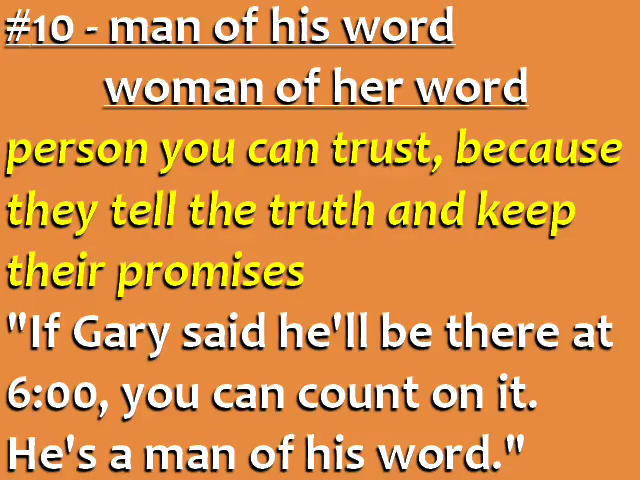 #10 - man of his word
woman of her word
person you can trust, because
they tell the truth and keep
their promises
"If Gary said he'll be there at
6:00, you can count on it.
He's a man of his word."